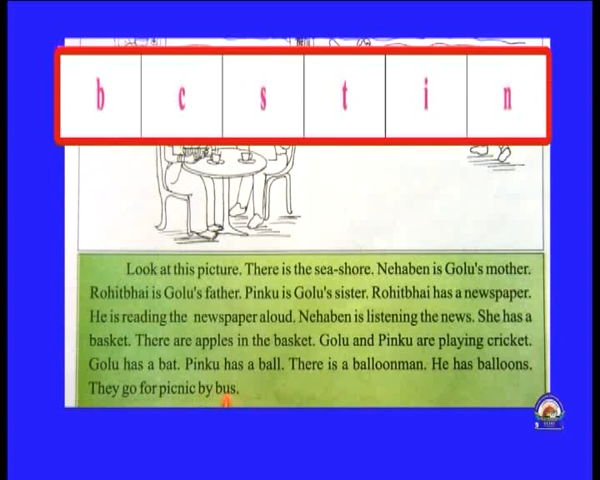 b c s t i n
Look at this picture. There is the sea-shore. Nehaben is Golu's mother.
Rohitbhai is Golu's father. Pinku is Golu's sister. Rohitbhai has a newspaper.
He is reading the newspaper aloud. Nehaben is listening the news. She has a
basket. There are apples in the basket. Golu and Pinku are playing cricket.
Golu has a bat. Pinku has a ball. There is a balloonman. He has balloons.
They go for picnic by bus.